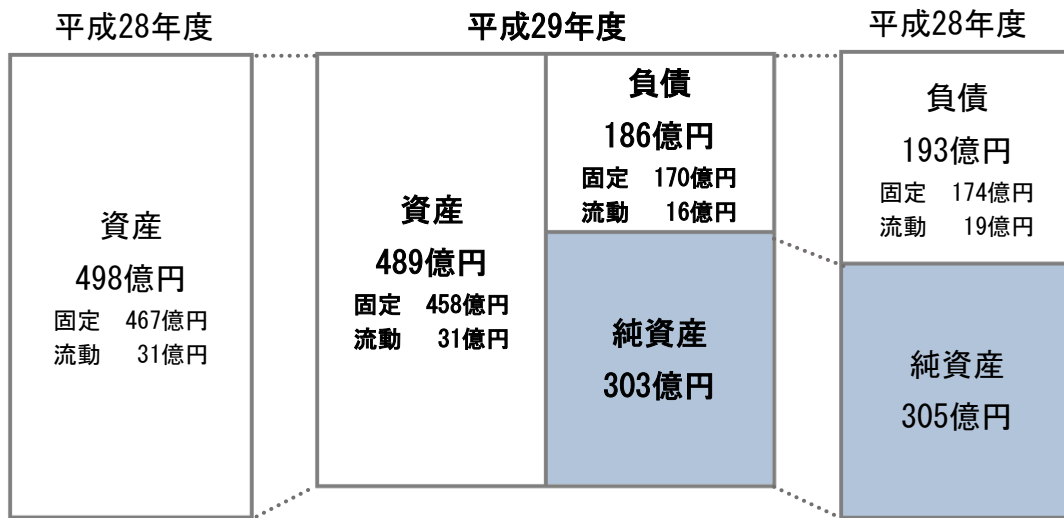 平成28年度
資産
498億円
固定 467億円
流動 31億円
平成29年度
資産
489億円
固定 458億円
流動 31億円
負債
186億円
固定 170億円
流動 16億円
純資産
303億円
平成28年度
負債
193億円
固定 174億円
流動 19億円
純資産
305億円